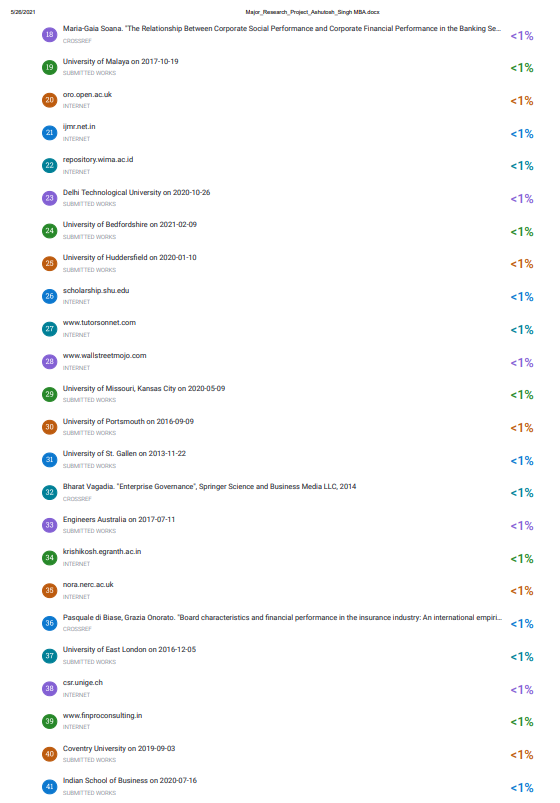 5/26/2021 Major_Research_Project_Ashutosh_Singh MBA.docs
18 Maria-Gaia Soana. "The Relationship Between Corporate Social Performance and Corporate Financial Performance in the Banking Se... <1%
CROSSREF
19 University of Malaya on 2017-10-19 <1%
SUBMITTED WORKS
20 oro.open.ac.uk <1%
INTERNET
21 ijmr.net.in <1%
INTERNET
22 repository.wima.ac.id <1%
INTERNET
23 Delhi Technological University on 2020-10-26 <1%
SUBMITTED WORKS
24 University of Bedfordshire on 2021-02-09 <1%
SUBMITTED WORKS
25 University of Huddersfield on 2020-01-10 <1%
SUBMITTED WORKS
26 scholarship.shu.edu <1%
INTERNET
27 www.tutorsonnet.com <1%
INTERNET
28 www.wallstreetmojo.com <1%
INTERNET
29 University of Missouri, Kansas City on 2020-05-09 <1%
SUBMITTED WORKS
30 University of Portsmouth on 2016-09-09 <1%
SUBMITTED WORKS
31 University of St. Gallen on 2013-11-22 <1%
SUBMITTED WORKS
32 Bharat Vagadia. "Enterprise Governance", Springer Science and Business Media LLC, 2014 <1%
CROSSREF
33 Engineers Australia on 2017-07-11 <1%
SUBMITTED WORKS
34 krishikosh.egranth.ac.in <1%
INTERNET
35 nora.nerc.ac.uk <1%
INTERNET
36 Pasquale di Biase, Grazia Onorato. "Board characteristics and financial performance in the insurance industry: An international empiri... <1%
CROSSREF
37 University of East London on 2016-12-05 <1%
SUBMITTED WORKS
38 csr.unige.ch <1%
INTERNET
39 www.finproconsulting.in <1%
INTERNET
40 Coventry University on 2019-09-03 <1%
SUBMITTED WORKS
41 Indian School of Business on 2020-07-16 <1%
SUBMITTED WORKS